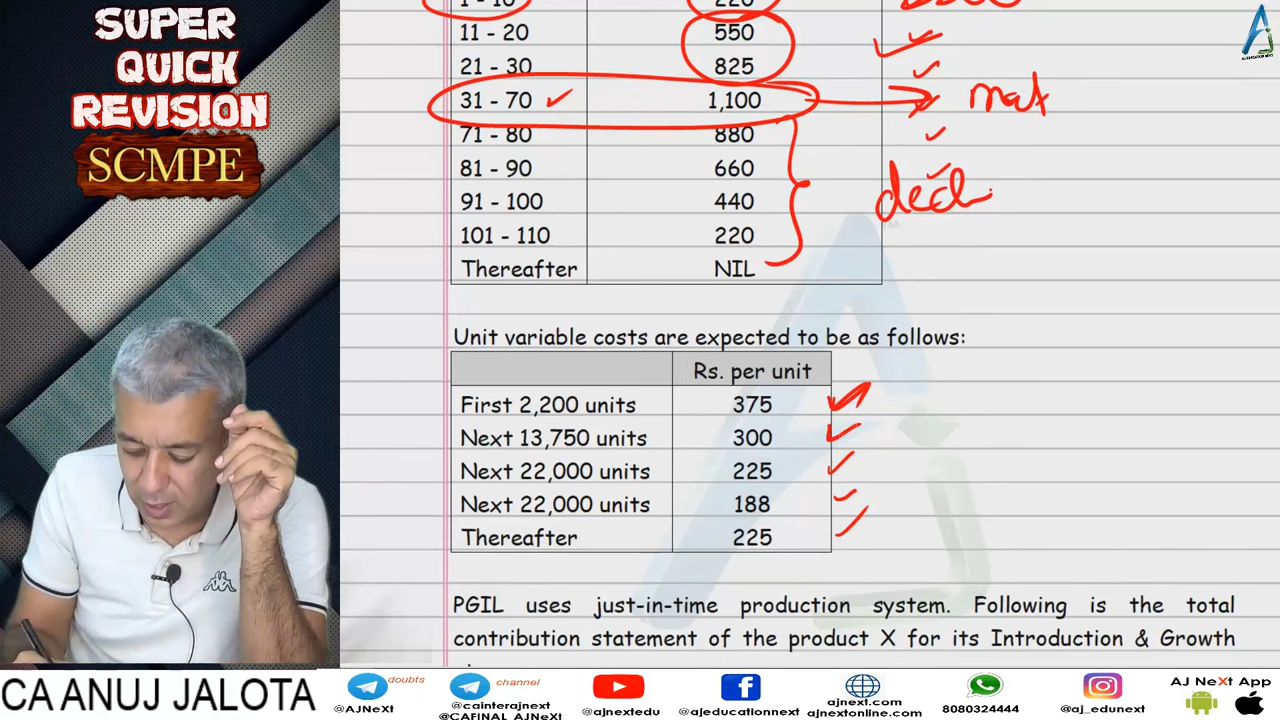 SUPER
QUICK
REVISION
SCMPE
1 - 10 220
11 - 20 550
21 - 30 825
31 - 70 1,100
mat
71 - 80 880
81 - 90 660
91 - 100 440
101 - 110 220
Thereafter NIL
TM
Unit variable costs are expected to be as follows:
Rs. per unit
First 2,200 units 375
Next 13,750 units 300
Next 22,000 units 225
Next 22,000 units 188
Thereafter 225
PGIL uses just-in-time production system. Following is the total
contribution statement of the product X for its Introduction & Growth
CA ANUJ JALOTA
doubts
@AJNeXt
channel
@cainterajnext
@CAFINAL_AJNeXt
@ajnextedu
@ajeducationnext
ajnext.com
ajnextonline.com
8080324444
@aj_edunext
AJ NeXt App